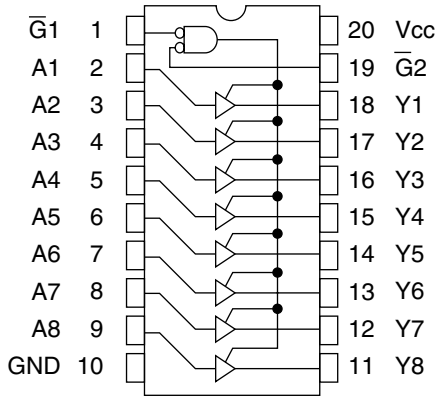 G̅1 1 20 Vcc
A1 2 19 G̅2
A2 3 18 Y1
A3 4 17 Y2
A4 5 16 Y3
A5 6 15 Y4
A6 7 14 Y5
A7 8 13 Y6
A8 9 12 Y7
GND 10 11 Y8